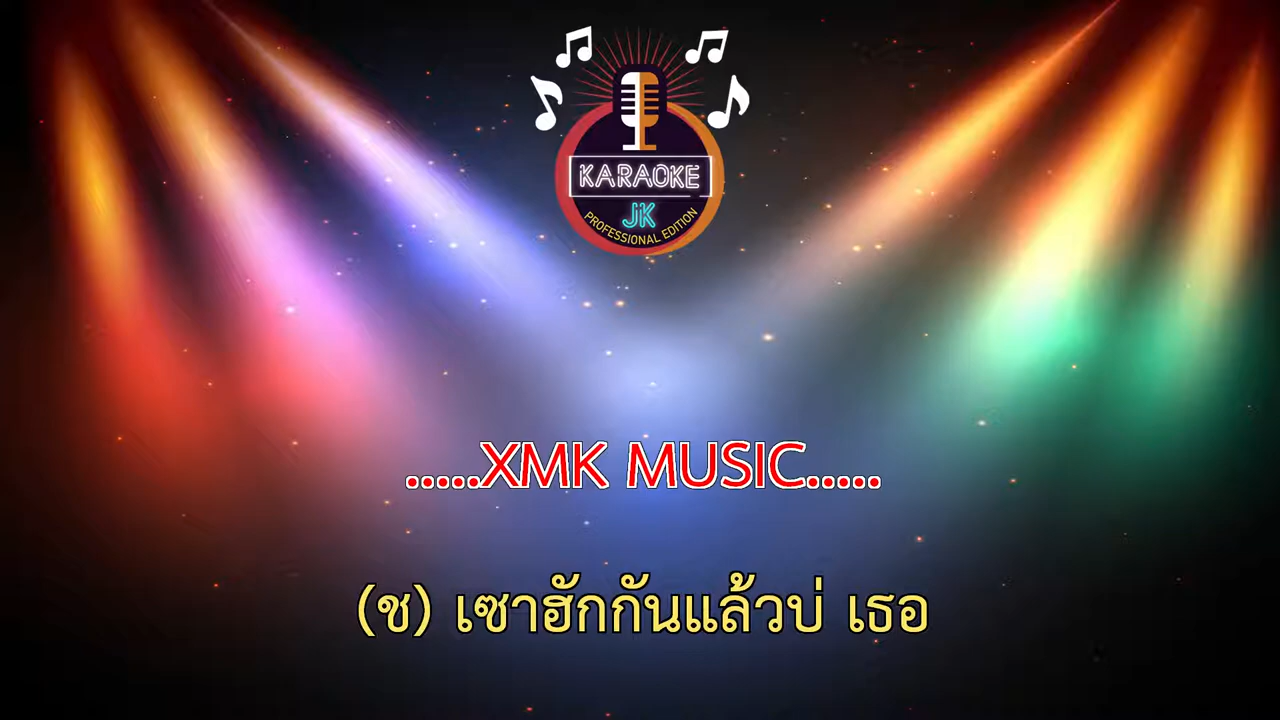 KARAOKE
JK
PROFESSIONAL EDITION
.....XMK MUSIC.....
(ช) เซาฮักกันแล้วบ่ เธอ